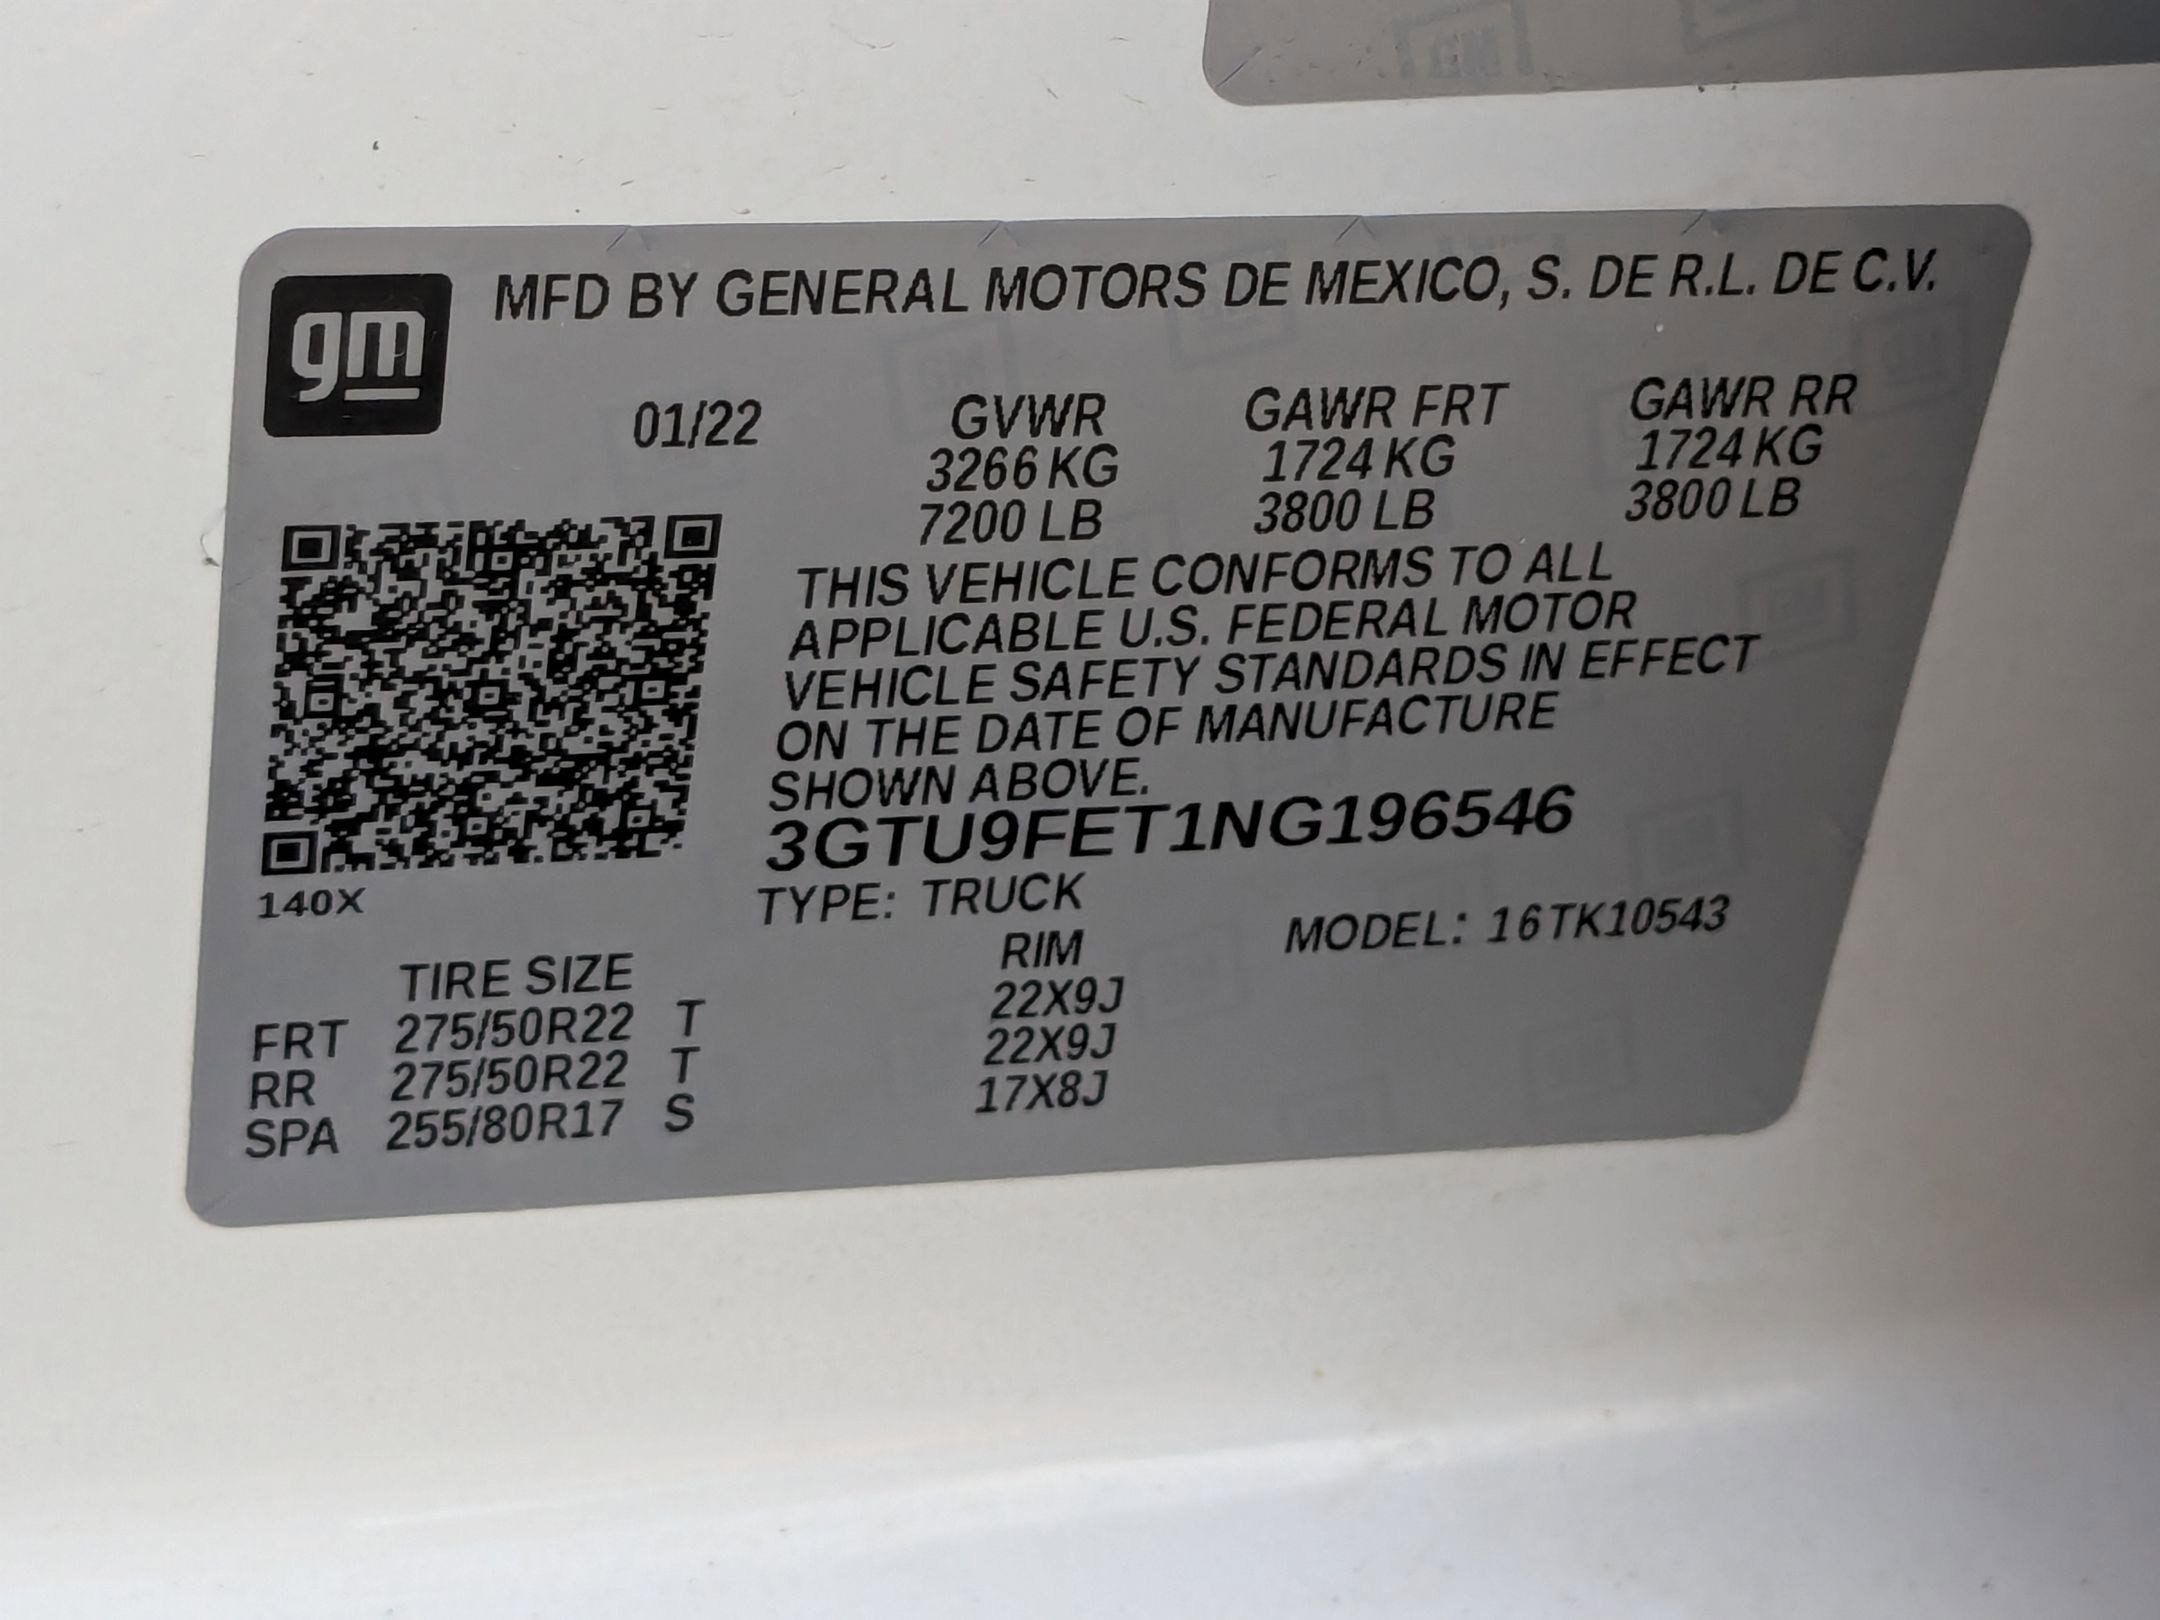 gm
MFD BY GENERAL MOTORS DE MEXICO, S. DE R.L. DE C.V.
01/22 GVWR GAWR FRT GAWR RR
3266 KG 1724 KG 1724 KG
7200 LB 3800 LB 3800 LB
THIS VEHICLE CONFORMS TO ALL
APPLICABLE U.S. FEDERAL MOTOR
VEHICLE SAFETY STANDARDS IN EFFECT
ON THE DATE OF MANUFACTURE
SHOWN ABOVE.
3GTU9FET1NG196546
140X
TYPE: TRUCK MODEL: 16TK10543
TIRE SIZE RIM
FRT 275/50R22 T 22X9J
RR 275/50R22 T 22X9J
SPA 255/80R17 S 17X8J